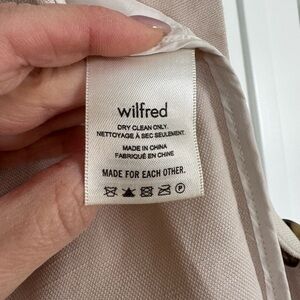 wilfred
DRY CLEAN ONLY.
NETTOYAGE À SEC SEULEMENT.
MADE IN CHINA
FABRIQUÉ EN CHINE
MADE FOR EACH OTHER.
P